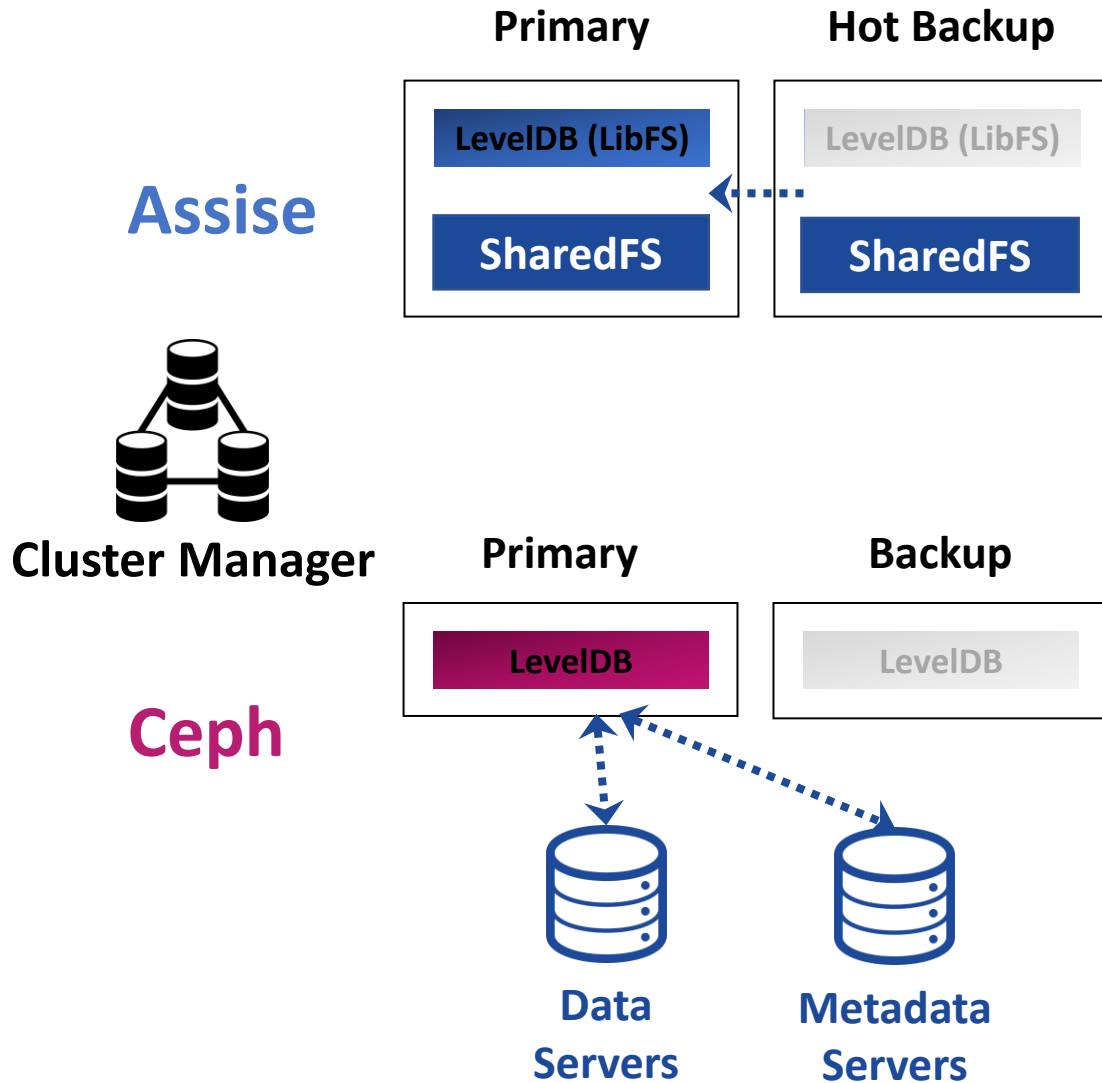 Primary
Hot Backup
LevelDB (LibFS)
LevelDB (LibFS)
Assise
SharedFS
SharedFS
Cluster Manager
Primary
Backup
LevelDB
LevelDB
Ceph
Data
Servers
Metadata
Servers